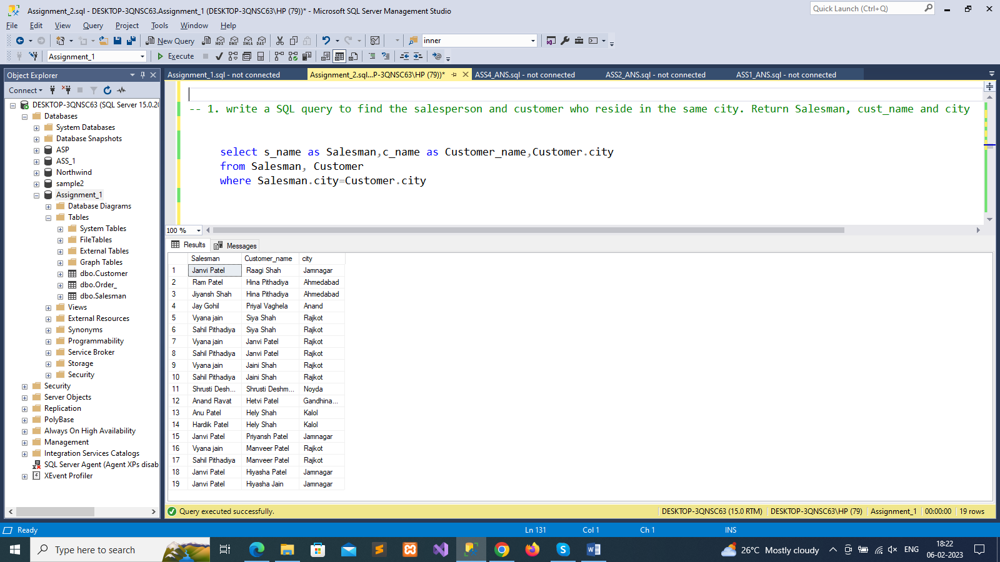 Assignment_2.sql - DESKTOP-3QNSC63.Assignment_1 (DESKTOP-3QNSC63\HP (79))* - Microsoft SQL Server Management Studio
Quick Launch (Ctrl+Q)
File Edit View Query Project Tools Window Help
New Query
MDX DMX XMLA DAX
inner
Assignment_1
Execute
Object Explorer
Connect
DESKTOP-3QNSC63 (SQL Server 15.0.20
Databases
System Databases
Database Snapshots
ASP
ASS_1
Northwind
sample2
Assignment_1
Database Diagrams
Tables
System Tables
FileTables
External Tables
Graph Tables
dbo.Customer
dbo.Order_
dbo.Salesman
Views
External Resources
Synonyms
Programmability
Service Broker
Storage
Security
Security
Server Objects
Replication
PolyBase
Always On High Availability
Management
Integration Services Catalogs
SQL Server Agent (Agent XPs disab
XEvent Profiler
Assignment_1.sql - not connected
Assignment_2.sql...P-3QNSC63\HP (79))*
ASS4_ANS.sql - not connected
ASS2_ANS.sql - not connected
ASS1_ANS.sql - not connected
-- 1. write a SQL query to find the salesperson and customer who reside in the same city. Return Salesman, cust_name and city
select s_name as Salesman,c_name as Customer_name,Customer.city
from Salesman, Customer
where Salesman.city=Customer.city
100 %
Results Messages
Salesman Customer_name city
1 Janvi Patel Raagi Shah Jamnagar
2 Ram Patel Hina Pithadiya Ahmedabad
3 Jiyansh Shah Hina Pithadiya Ahmedabad
4 Jay Gohil Priyal Vaghela Anand
5 Vyana jain Siya Shah Rajkot
6 Sahil Pithadiya Siya Shah Rajkot
7 Vyana jain Janvi Patel Rajkot
8 Sahil Pithadiya Janvi Patel Rajkot
9 Vyana jain Jaini Shah Rajkot
10 Sahil Pithadiya Jaini Shah Rajkot
11 Shrusti Desh... Shrusti Deshm... Noyda
12 Anand Ravat Hetvi Patel Gandhina...
13 Anu Patel Hely Shah Kalol
14 Hardik Patel Hely Shah Kalol
15 Janvi Patel Priyansh Patel Jamnagar
16 Vyana jain Manveer Patel Rajkot
17 Sahil Pithadiya Manveer Patel Rajkot
18 Janvi Patel Hiyasha Patel Jamnagar
19 Janvi Patel Hiyasha Jain Jamnagar
Query executed successfully.
DESKTOP-3QNSC63 (15.0 RTM) DESKTOP-3QNSC63\HP (79) Assignment_1 00:00:00 19 rows
Ready Ln 131 Col 1 Ch 1 INS
Type here to search
26°C Mostly cloudy
ENG
18:22
06-02-2023